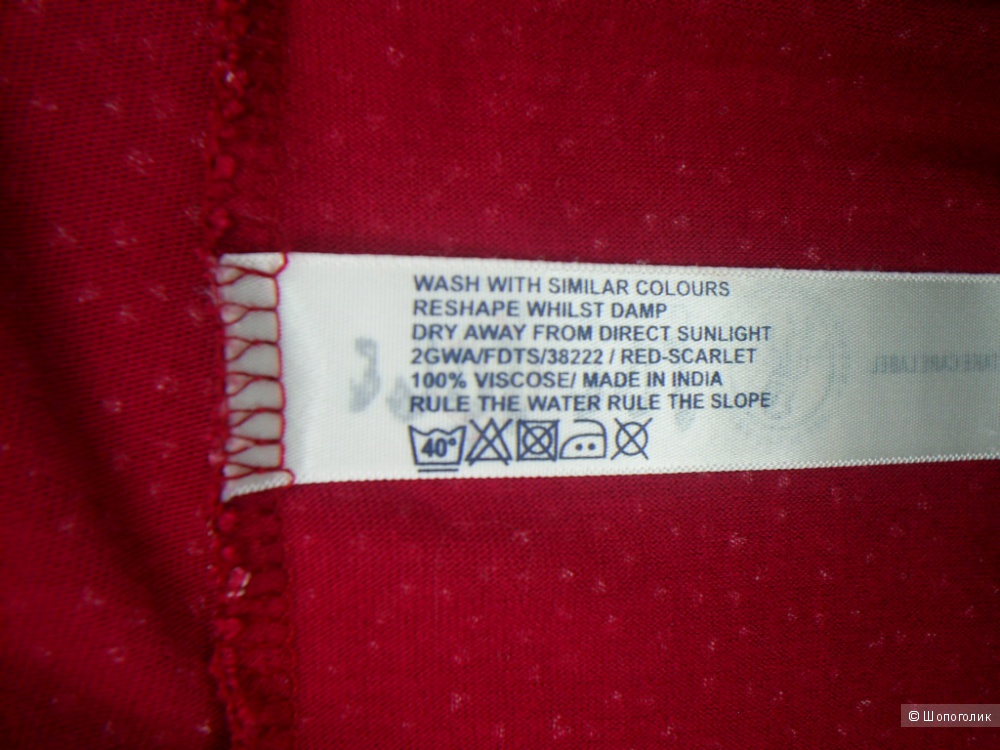 WASH WITH SIMILAR COLOURS
RESHAPE WHILST DAMP
DRY AWAY FROM DIRECT SUNLIGHT
2GWA/FDTS/38222 / RED-SCARLET
100% VISCOSE/ MADE IN INDIA
RULE THE WATER RULE THE SLOPE
40°
© Шопоголик